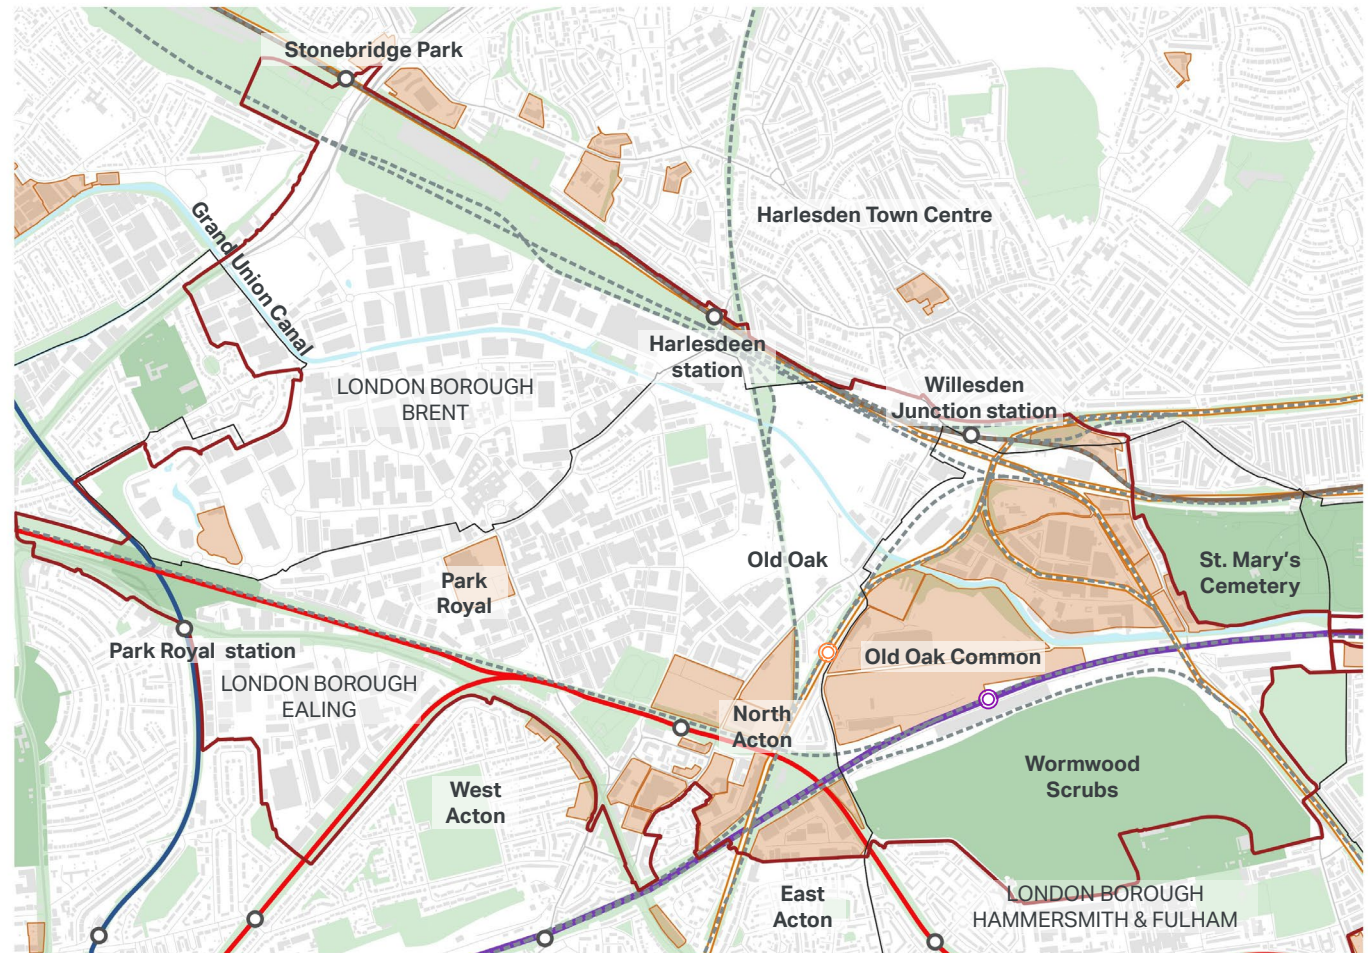 Stonebridge Park
Grand Union Canal
Harlesden Town Centre
Harlesdeen
station
LONDON BOROUGH
BRENT
Willesden
Junction station
Old Oak
St. Mary's
Cemetery
Park
Royal
Park Royal station
Old Oak Common
LONDON BOROUGH
EALING
North
Acton
Wormwood
Scrubs
West
Acton
East
Acton
LONDON BOROUGH
HAMMERSMITH & FULHAM